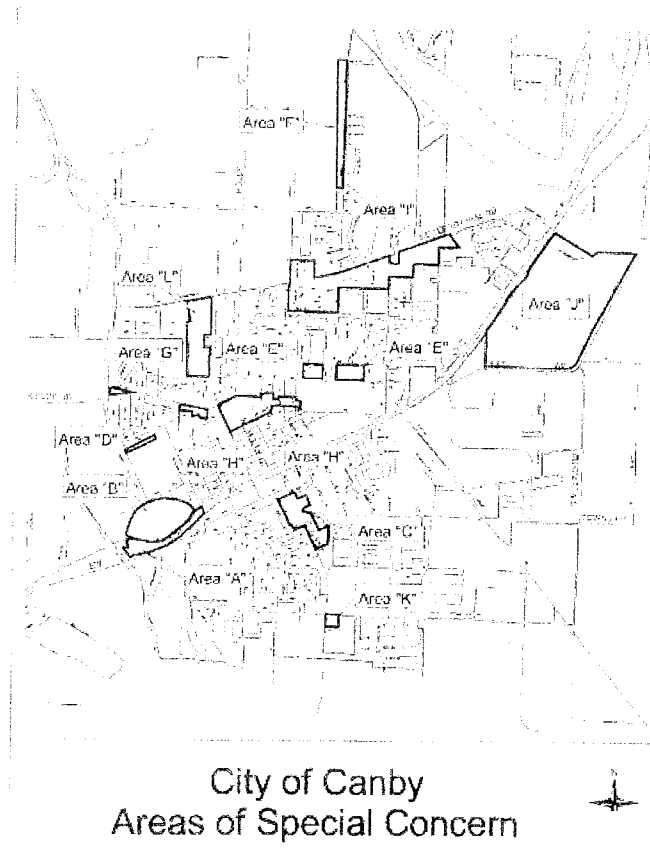 Area "F"
Area "I"
Area "L"
Area "J"
Area "G"
Area "E"
Area "E"
Area "D"
Area "H"
Area "H"
Area "B"
Area "C"
Area "A"
Area "K"
N
City of Canby
Areas of Special Concern